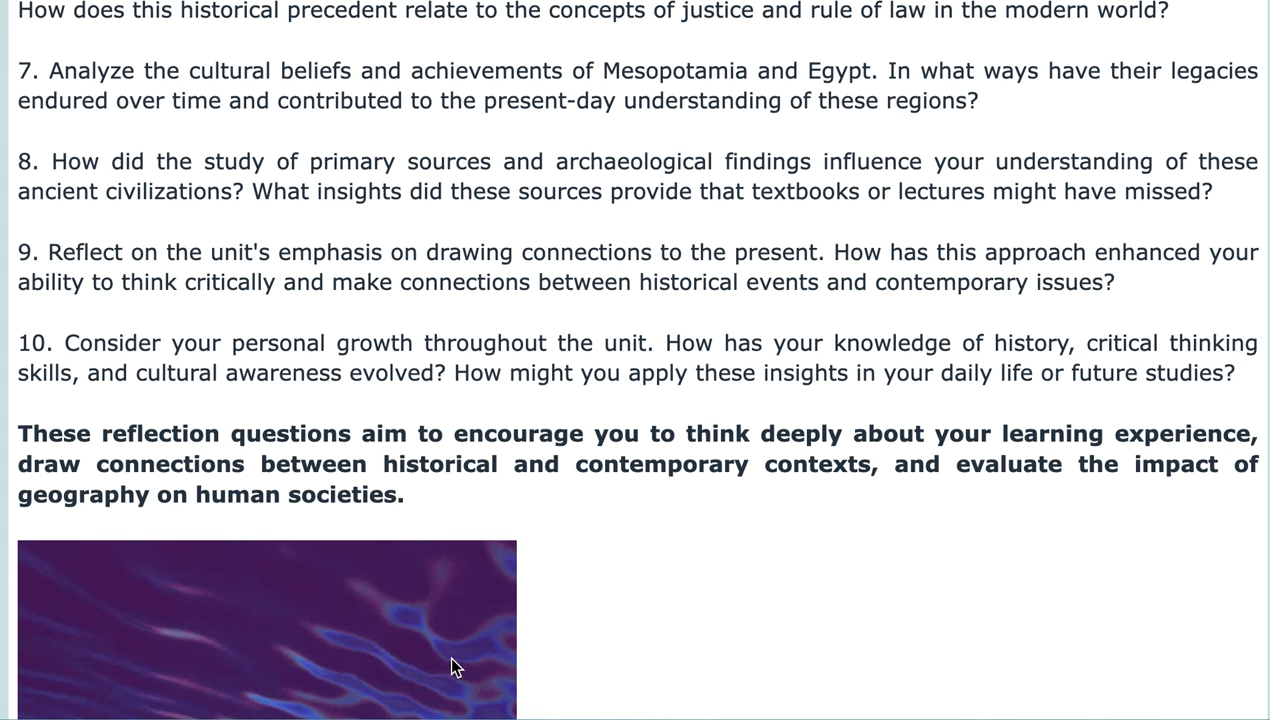 How does this historical precedent relate to the concepts of justice and rule of law in the modern world?
7. Analyze the cultural beliefs and achievements of Mesopotamia and Egypt. In what ways have their legacies
endured over time and contributed to the present-day understanding of these regions?
8. How did the study of primary sources and archaeological findings influence your understanding of these
ancient civilizations? What insights did these sources provide that textbooks or lectures might have missed?
9. Reflect on the unit's emphasis on drawing connections to the present. How has this approach enhanced your
ability to think critically and make connections between historical events and contemporary issues?
10. Consider your personal growth throughout the unit. How has your knowledge of history, critical thinking
skills, and cultural awareness evolved? How might you apply these insights in your daily life or future studies?
These reflection questions aim to encourage you to think deeply about your learning experience,
draw connections between historical and contemporary contexts, and evaluate the impact of
geography on human societies.